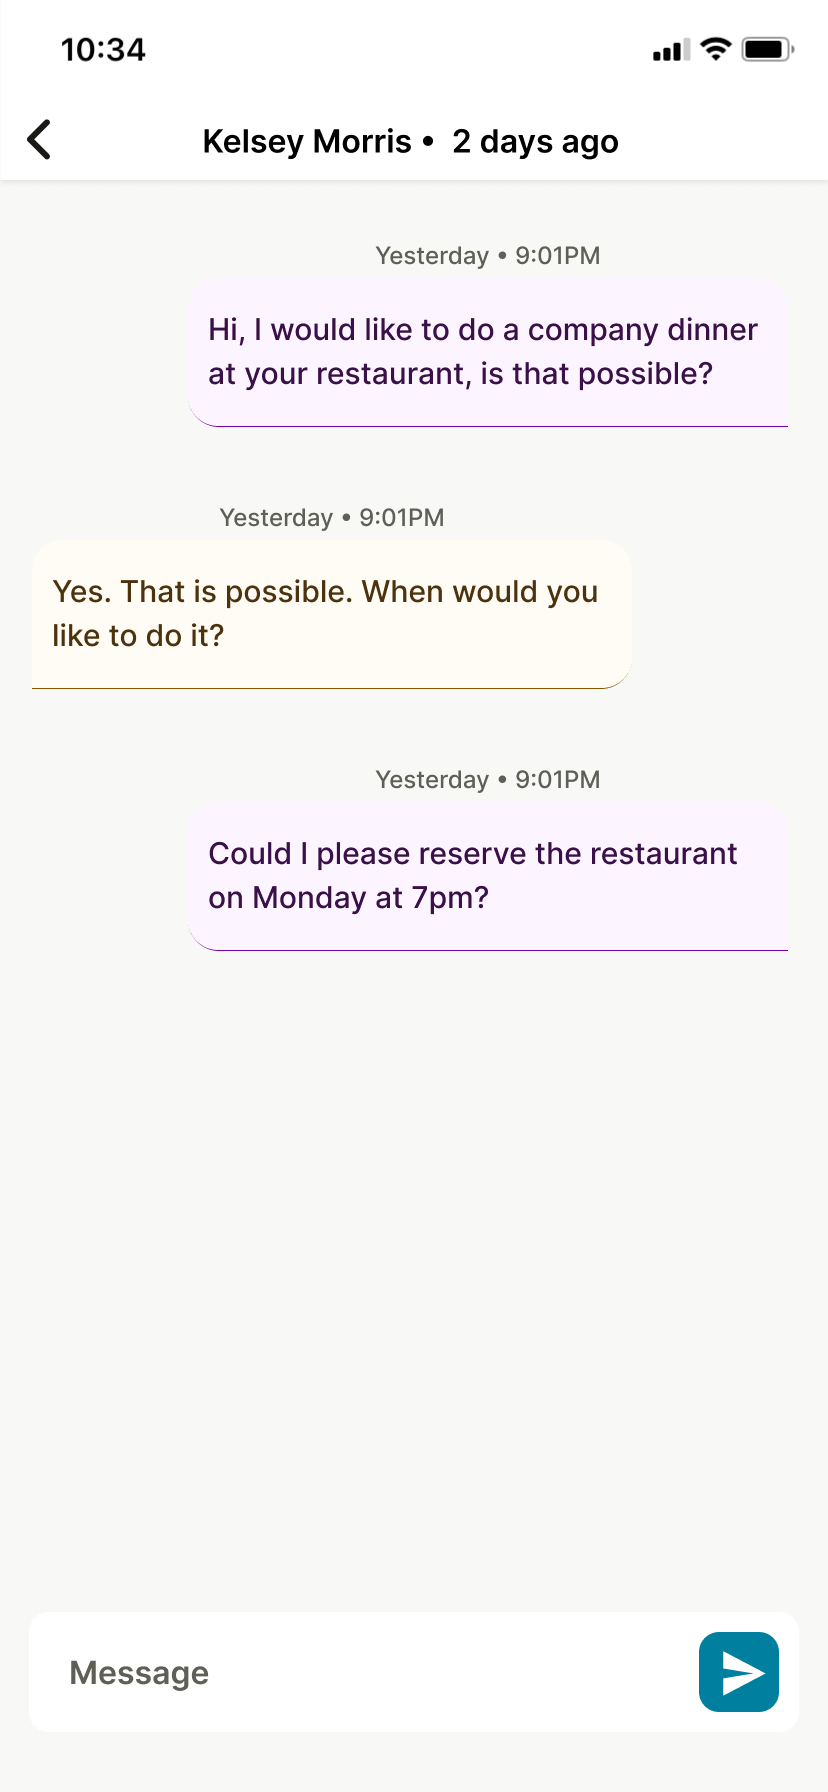 10:34
Kelsey Morris • 2 days ago
Yesterday • 9:01PM
Hi, I would like to do a company dinner
at your restaurant, is that possible?
Yesterday • 9:01PM
Yes. That is possible. When would you
like to do it?
Yesterday • 9:01PM
Could I please reserve the restaurant
on Monday at 7pm?
Message